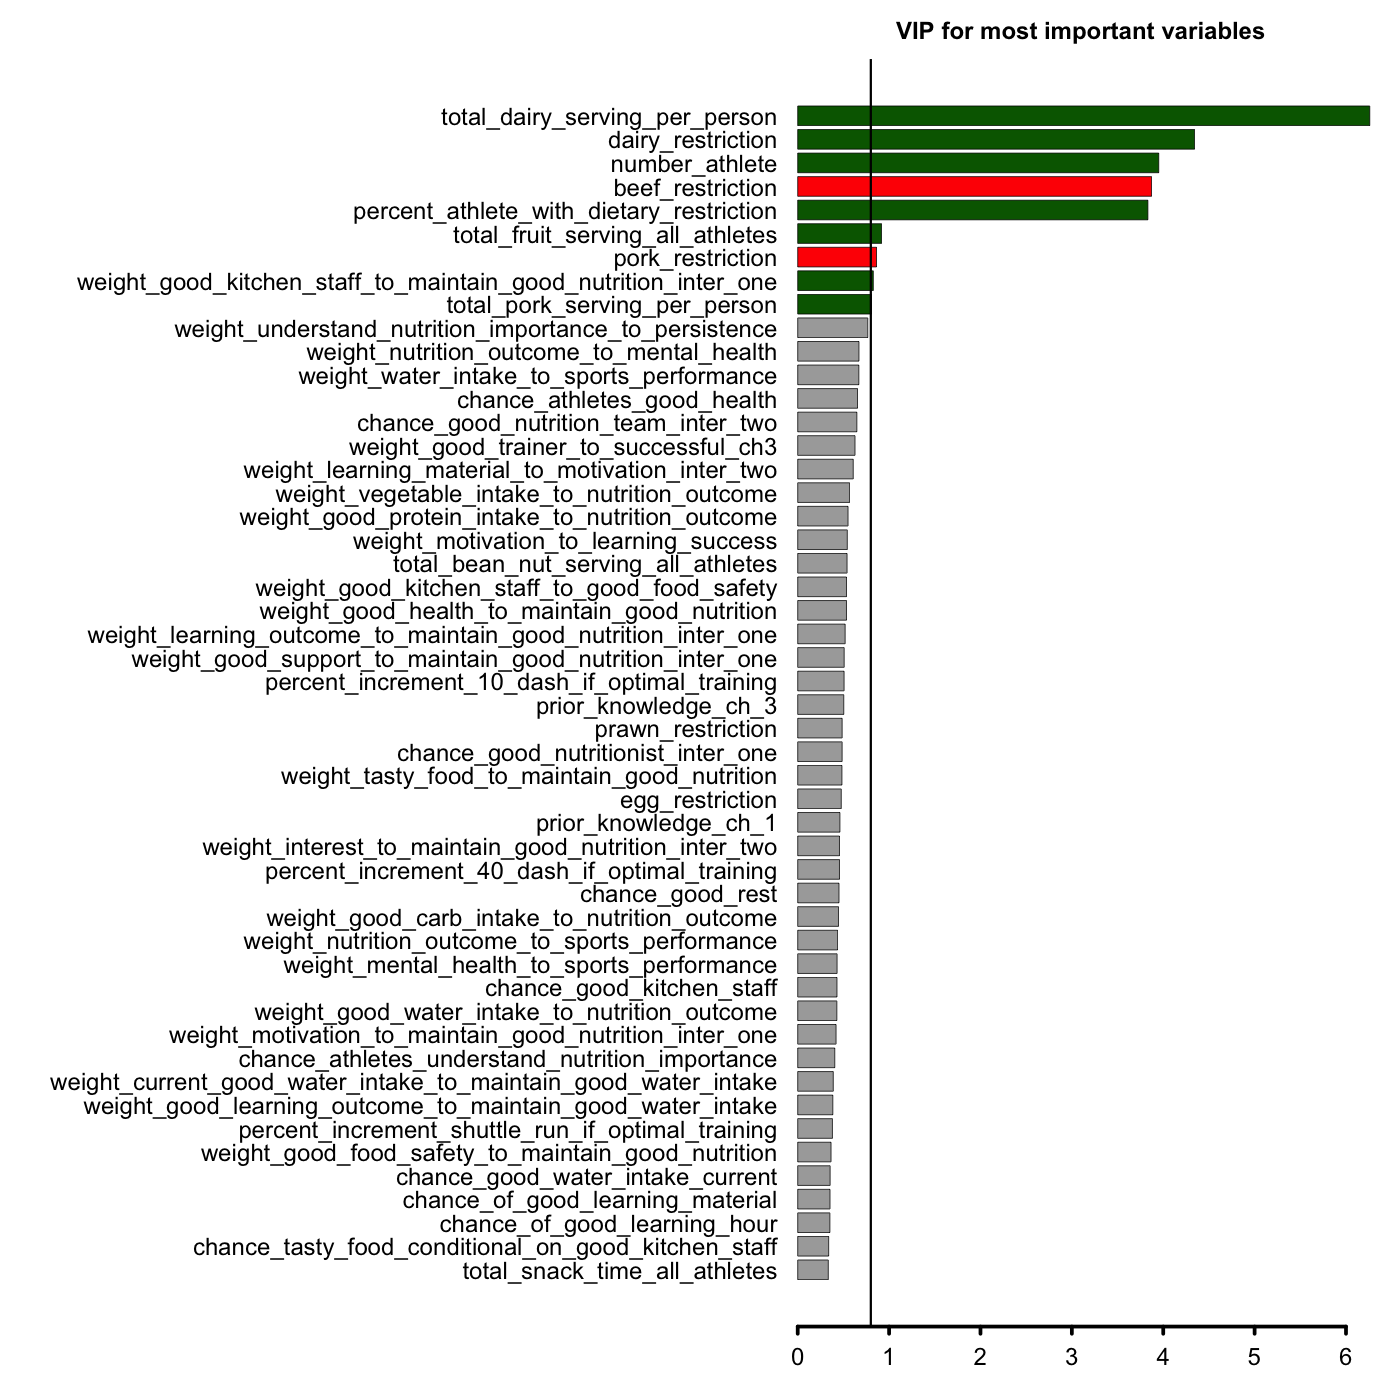 VIP for most important variables
total_dairy_serving_per_person
dairy_restriction
number_athlete
beef_restriction
percent_athlete_with_dietary_restriction
total_fruit_serving_all_athletes
pork_restriction
weight_good_kitchen_staff_to_maintain_good_nutrition_inter_one
total_pork_serving_per_person
weight_understand_nutrition_importance_to_persistence
weight_nutrition_outcome_to_mental_health
weight_water_intake_to_sports_performance
chance_athletes_good_health
chance_good_nutrition_team_inter_two
weight_good_trainer_to_successful_ch3
weight_learning_material_to_motivation_inter_two
weight_vegetable_intake_to_nutrition_outcome
weight_good_protein_intake_to_nutrition_outcome
weight_motivation_to_learning_success
total_bean_nut_serving_all_athletes
weight_good_kitchen_staff_to_good_food_safety
weight_good_health_to_maintain_good_nutrition
weight_learning_outcome_to_maintain_good_nutrition_inter_one
weight_good_support_to_maintain_good_nutrition_inter_one
percent_increment_10_dash_if_optimal_training
prior_knowledge_ch_3
prawn_restriction
chance_good_nutritionist_inter_one
weight_tasty_food_to_maintain_good_nutrition
egg_restriction
prior_knowledge_ch_1
weight_interest_to_maintain_good_nutrition_inter_two
percent_increment_40_dash_if_optimal_training
chance_good_rest
weight_good_carb_intake_to_nutrition_outcome
weight_nutrition_outcome_to_sports_performance
weight_mental_health_to_sports_performance
chance_good_kitchen_staff
weight_good_water_intake_to_nutrition_outcome
weight_motivation_to_maintain_good_nutrition_inter_one
chance_athletes_understand_nutrition_importance
weight_current_good_water_intake_to_maintain_good_water_intake
weight_good_learning_outcome_to_maintain_good_water_intake
percent_increment_shuttle_run_if_optimal_training
weight_good_food_safety_to_maintain_good_nutrition
chance_good_water_intake_current
chance_of_good_learning_material
chance_of_good_learning_hour
chance_tasty_food_conditional_on_good_kitchen_staff
total_snack_time_all_athletes
0 1 2 3 4 5 6